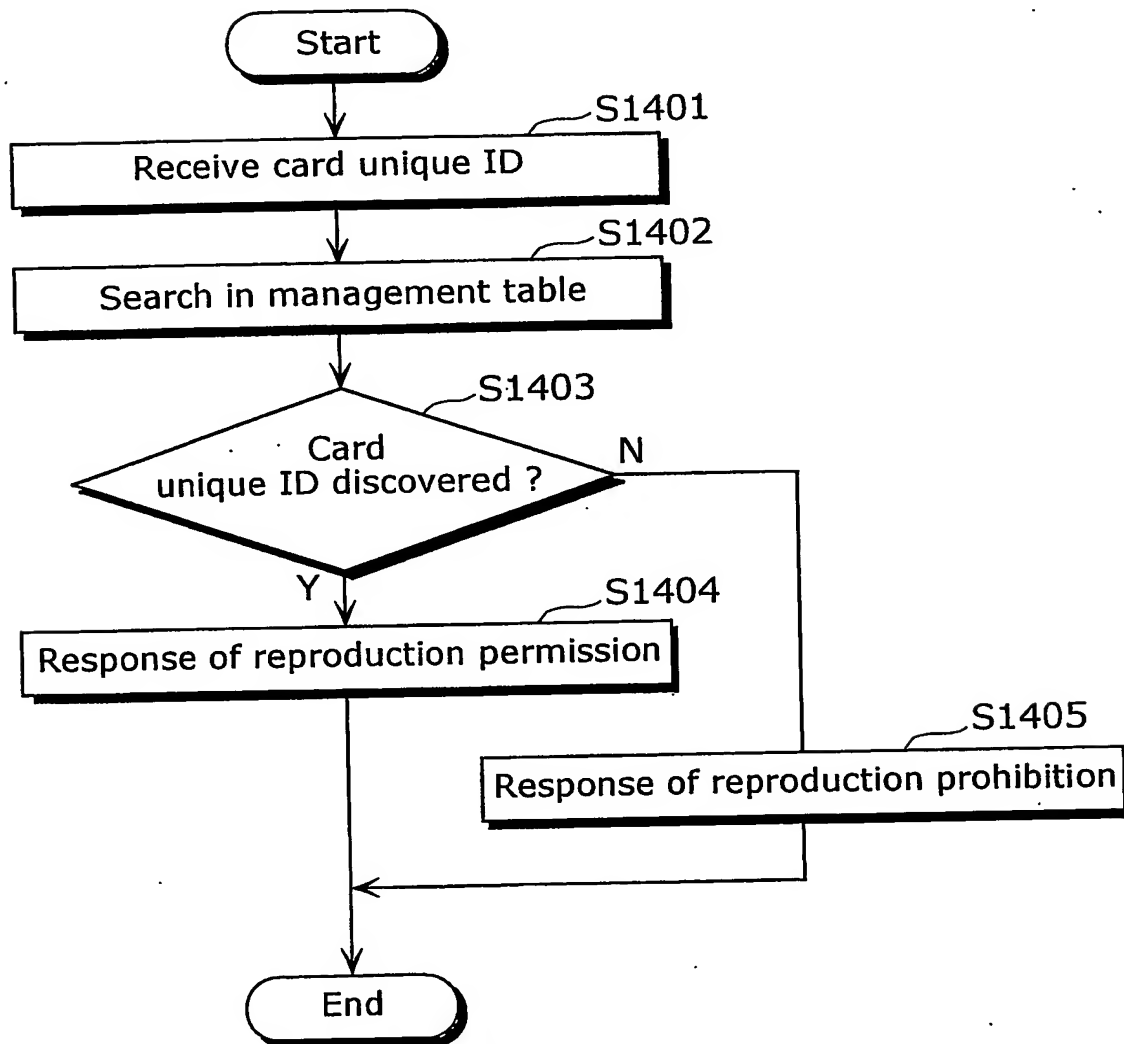 Start
S1401
Receive card unique ID
S1402
Search in management table
S1403
Card
unique ID discovered ?
N
Y
S1404
Response of reproduction permission
S1405
Response of reproduction prohibition
End